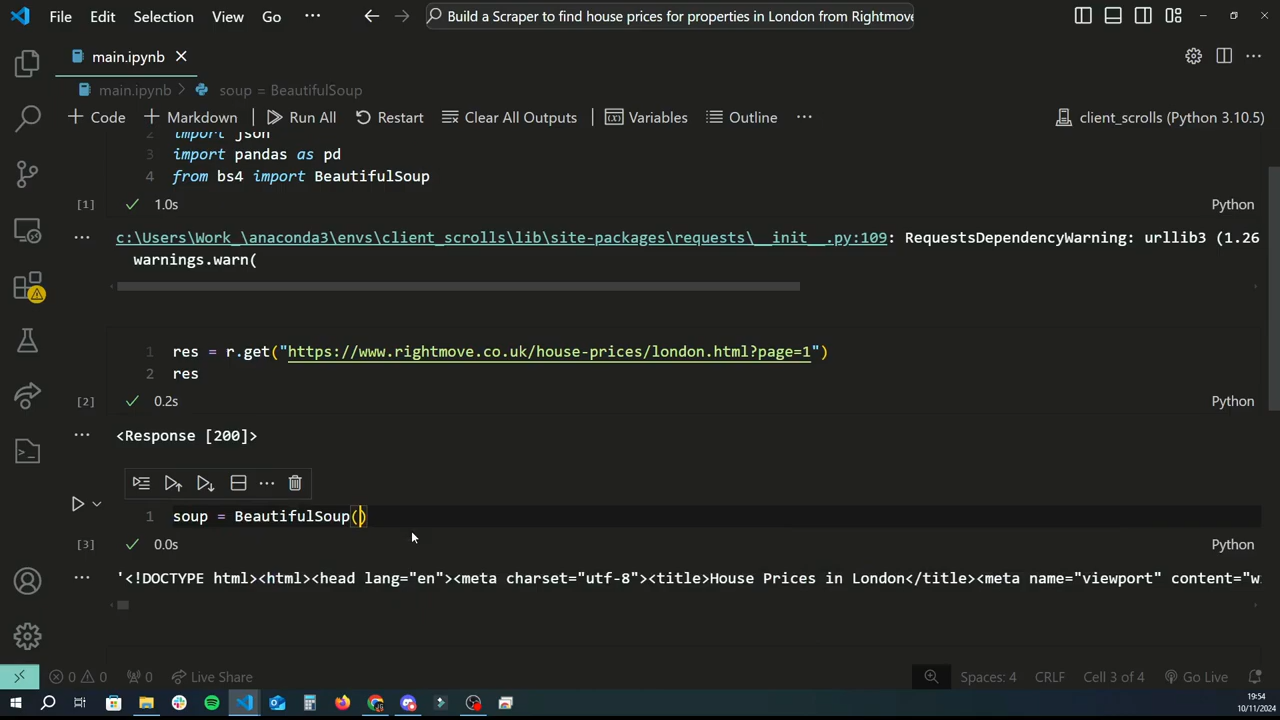 File Edit Selection View Go ··· Build a Scraper to find house prices for properties in London from Rightmove
main.ipynb
main.ipynb > soup = BeautifulSoup
+ Code + Markdown Run All Restart Clear All Outputs Variables Outline ··· client_scrolls (Python 3.10.5)
2 import json
3 import pandas as pd
4 from bs4 import BeautifulSoup
[1] 1.0s Python
··· c:\Users\Work_\anaconda3\envs\client_scrolls\lib\site-packages\requests\__init__.py:109: RequestsDependencyWarning: urllib3 (1.26
warnings.warn(
1 res = r.get("https://www.rightmove.co.uk/house-prices/london.html?page=1")
2 res
[2] 0.2s Python
··· <Response [200]>
···
1 soup = BeautifulSoup()
[3] 0.0s Python
··· '<!DOCTYPE html><html><head lang="en"><meta charset="utf-8"><title>House Prices in London</title><meta name="viewport" content="wi
0 0 0 Live Share Spaces: 4 CRLF Cell 3 of 4 Go Live
19:54
10/11/2024